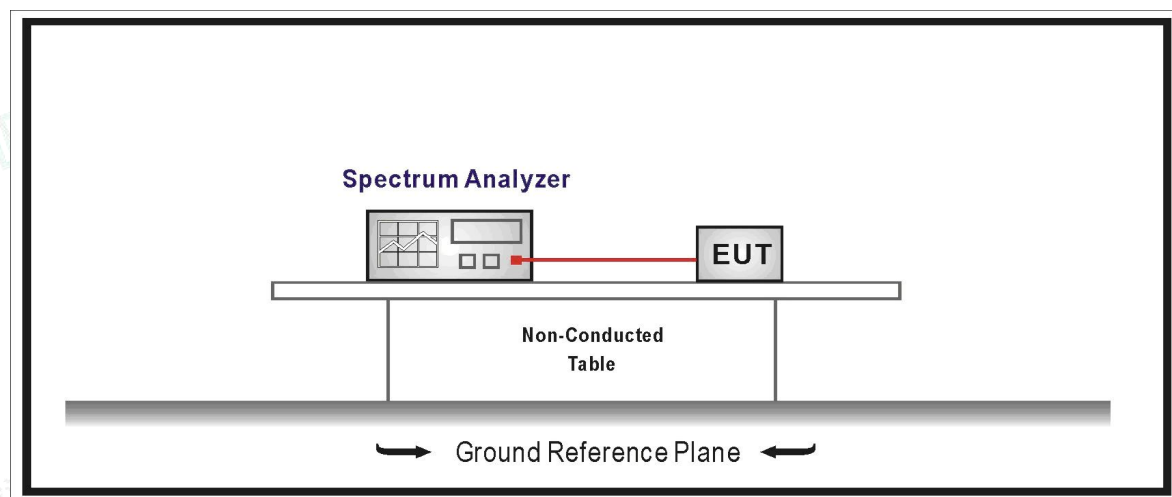 Spectrum Analyzer
EUT
Non-Conducted
Table
Ground Reference Plane